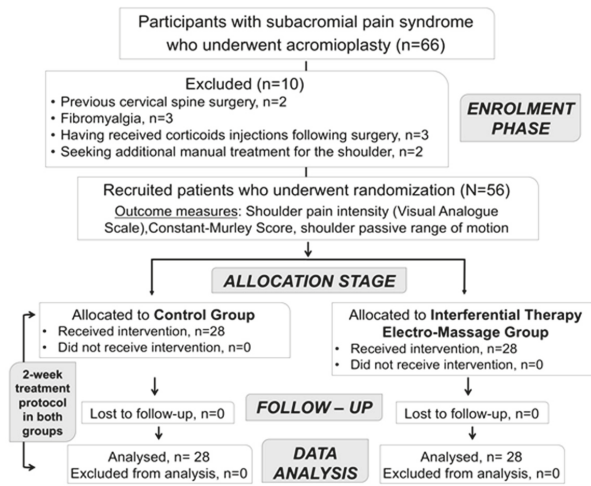 Participants with subacromial pain syndrome
who underwent acromioplasty (n=66)
Excluded (n=10)
• Previous cervical spine surgery, n=2
• Fibromyalgia, n=3
• Having received corticoids injections following surgery, n=3
• Seeking additional manual treatment for the shoulder, n=2
ENROLMENT
PHASE
Recruited patients who underwent randomization (N=56)
Outcome measures: Shoulder pain intensity (Visual Analogue
Scale),Constant-Murley Score, shoulder passive range of motion
ALLOCATION STAGE
Allocated to Control Group
• Received intervention, n=28
• Did not receive intervention, n=0
Allocated to Interferential Therapy
Electro-Massage Group
• Received intervention, n=28
• Did not receive intervention, n=0
2-week
treatment
protocol
in both
groups
Lost to follow-up, n=0
FOLLOW – UP
Lost to follow-up, n=0
Analysed, n= 28
Excluded from analysis, n=0
DATA
ANALYSIS
Analysed, n= 28
Excluded from analysis, n=0